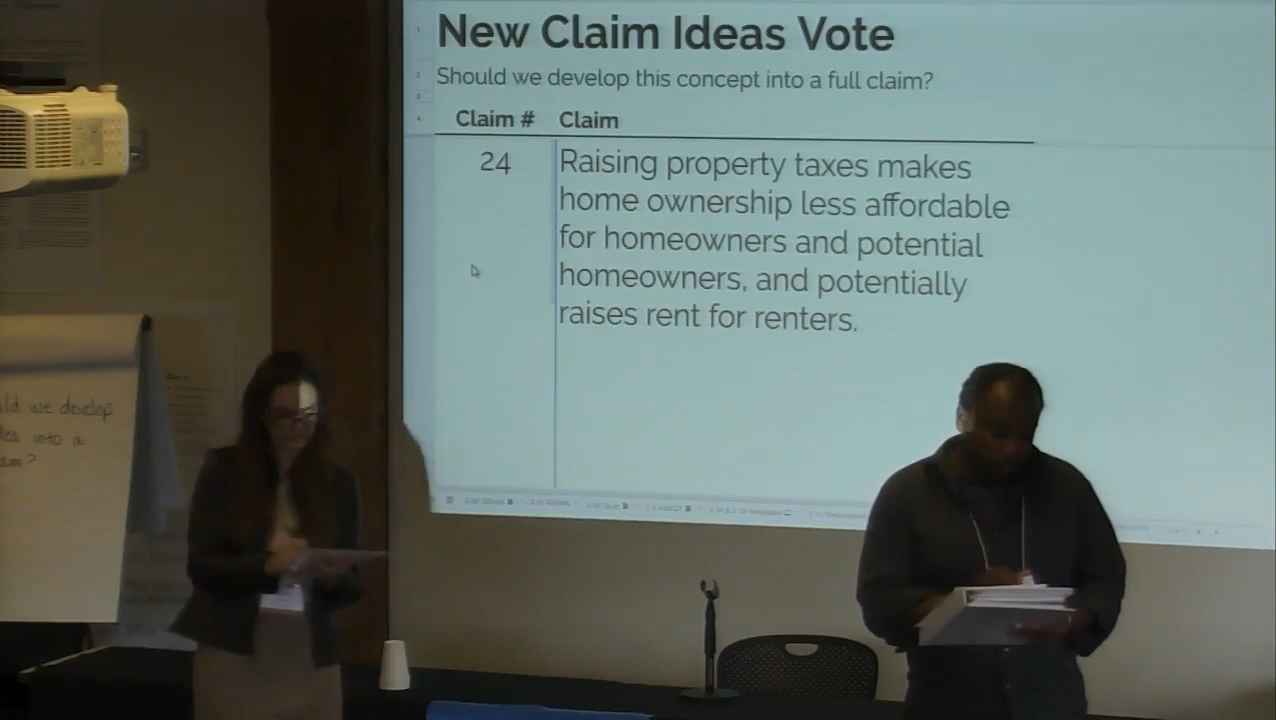 New Claim Ideas Vote
Should we develop this concept into a full claim?
Claim # Claim
24 Raising property taxes makes
home ownership less affordable
for homeowners and potential
homeowners, and potentially
raises rent for renters.
we develop
into a